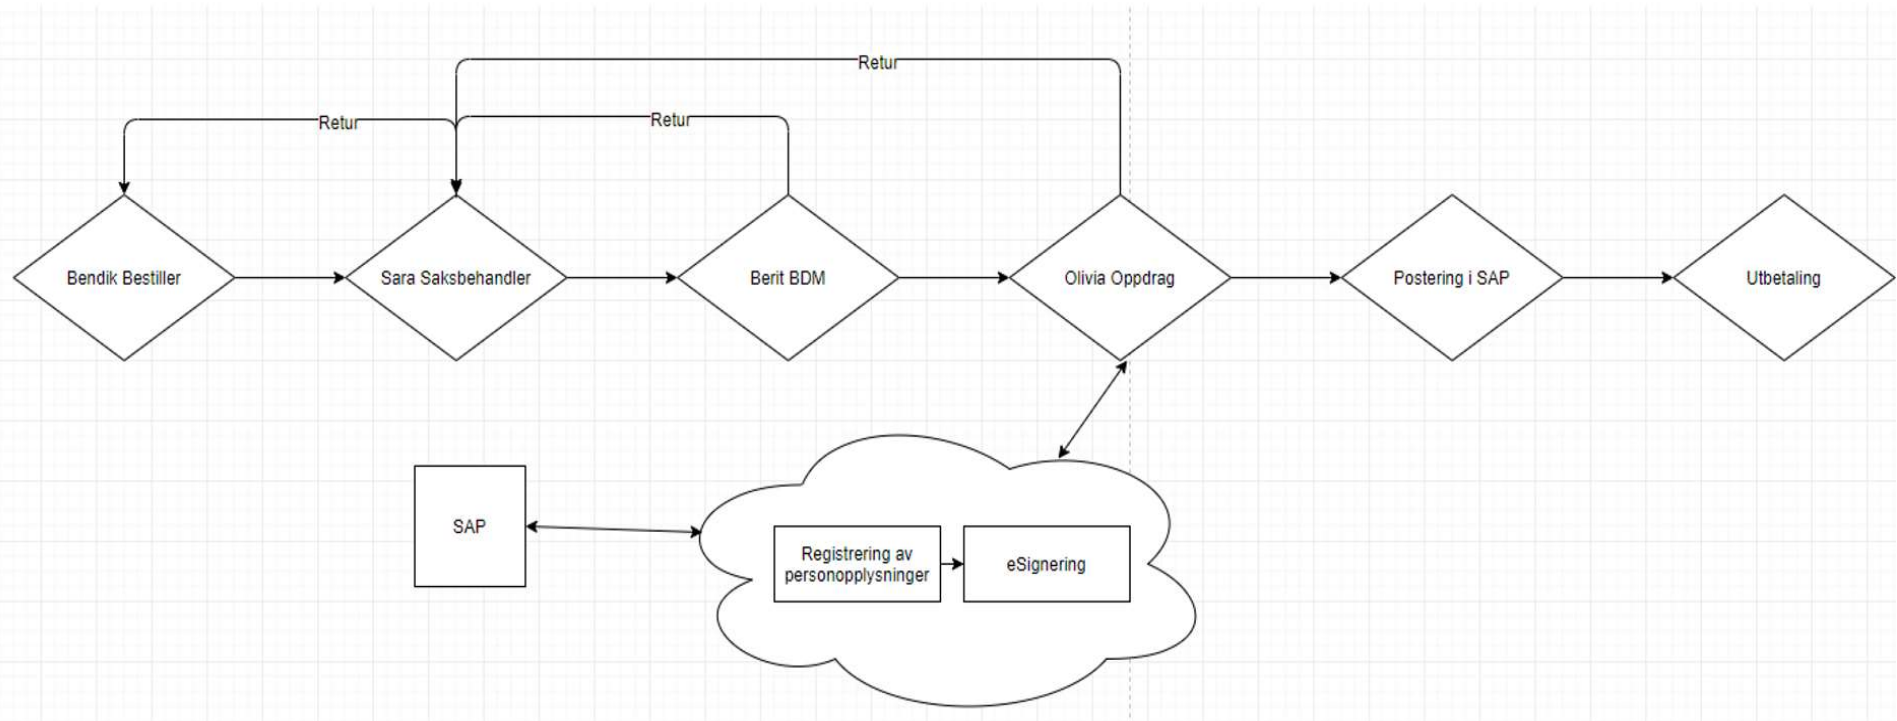 Retur
Retur
Retur
Bendik Bestiller
Sara Saksbehandler
Berit BDM
Olivia Oppdrag
Postering i SAP
Utbetaling
SAP
Registrering av
personopplysninger
eSignering